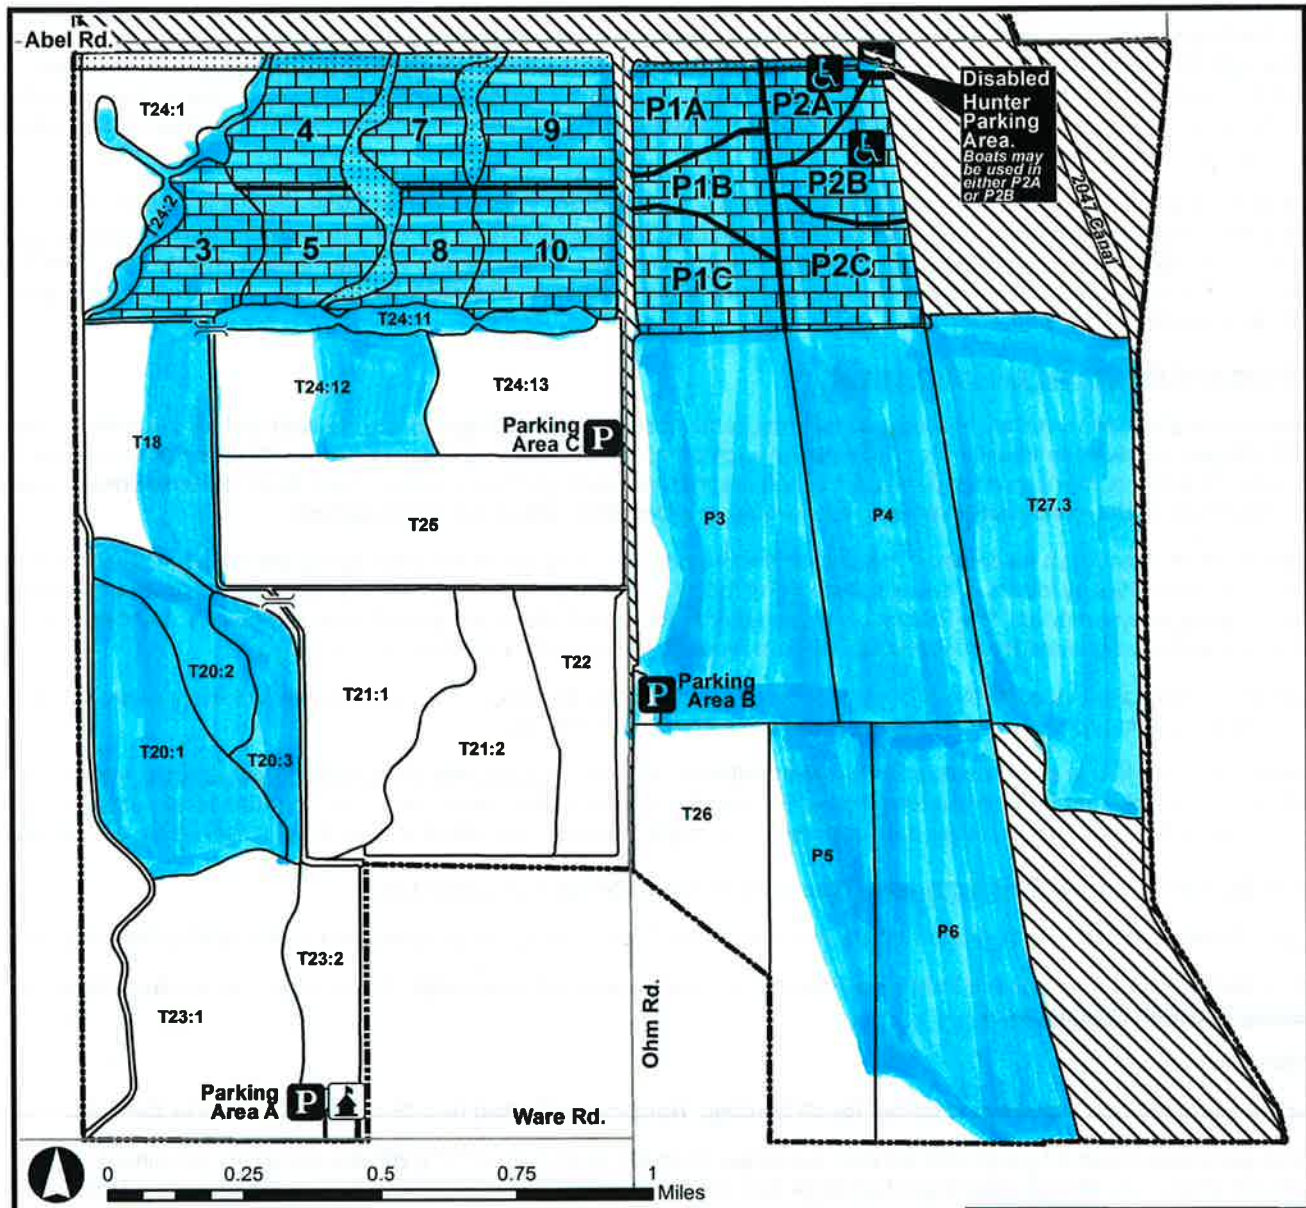 Abel Rd.
T24:1
4
7
9
P1A
P2A
Disabled
Hunter
Parking
Area.
Boats may
be used in
either P2A
or P2B
T24:2
3
5
8
10
P1B
P2B
P1C
P2C
2047 Canal
T24:11
T24:12
T24:13
Parking
Area C
P
T18
T25
P3
P4
T27.3
T20:2
T22
T21:1
Parking
Area B
P
T20:1
T20:3
T21:2
T26
P5
P6
T23:2
T23:1
Ohm Rd.
Parking
Area A
P
Ware Rd.
0 0.25 0.5 0.75 1
Miles